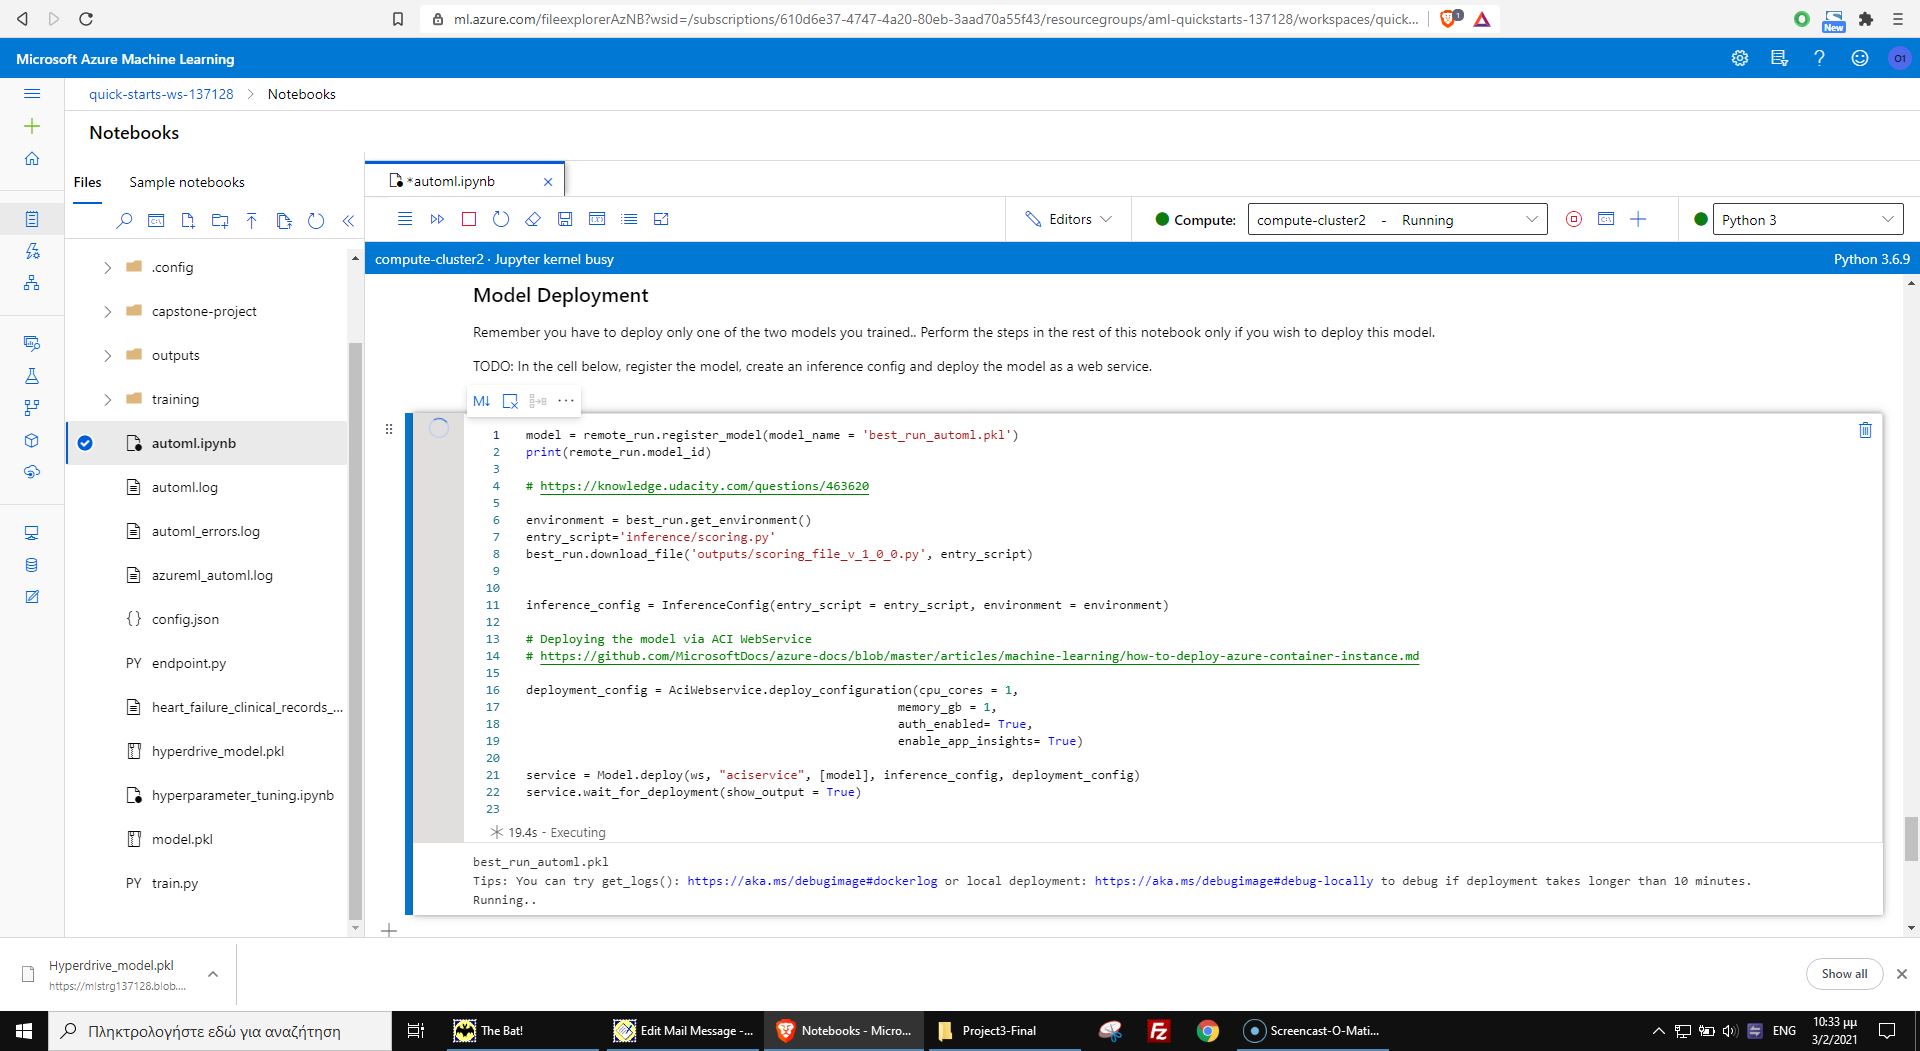 ml.azure.com/fileexplorerAzNB?wsid=/subscriptions/610d6e37-4747-4a20-80eb-3aad70a55f43/resourcegroups/aml-quickstarts-137128/workspaces/quick...
1
New
Microsoft Azure Machine Learning
O1
quick-starts-ws-137128 > Notebooks
Notebooks
Files Sample notebooks
*automl.ipynb
Editors
Compute:
compute-cluster2 - Running
Python 3
compute-cluster2 · Jupyter kernel busy
Python 3.6.9
.config
capstone-project
outputs
training
automl.ipynb
automl.log
automl_errors.log
azureml_automl.log
{} config.json
PY endpoint.py
heart_failure_clinical_records_...
hyperdrive_model.pkl
hyperparameter_tuning.ipynb
model.pkl
PY train.py
Model Deployment
Remember you have to deploy only one of the two models you trained.. Perform the steps in the rest of this notebook only if you wish to deploy this model.
TODO: In the cell below, register the model, create an inference config and deploy the model as a web service.
M↓
1 model = remote_run.register_model(model_name = 'best_run_automl.pkl')
2 print(remote_run.model_id)
3
4 # https://knowledge.udacity.com/questions/463620
5
6 environment = best_run.get_environment()
7 entry_script='inference/scoring.py'
8 best_run.download_file('outputs/scoring_file_v_1_0_0.py', entry_script)
9
10
11 inference_config = InferenceConfig(entry_script = entry_script, environment = environment)
12
13 # Deploying the model via ACI WebService
14 # https://github.com/MicrosoftDocs/azure-docs/blob/master/articles/machine-learning/how-to-deploy-azure-container-instance.md
15
16 deployment_config = AciWebservice.deploy_configuration(cpu_cores = 1,
17 memory_gb = 1,
18 auth_enabled= True,
19 enable_app_insights= True)
20
21 service = Model.deploy(ws, "aciservice", [model], inference_config, deployment_config)
22 service.wait_for_deployment(show_output = True)
23
19.4s - Executing
best_run_automl.pkl
Tips: You can try get_logs(): https://aka.ms/debugimage#dockerlog or local deployment: https://aka.ms/debugimage#debug-locally to debug if deployment takes longer than 10 minutes.
Running..
Hyperdrive_model.pkl
https://mlstrg137128.blob....
Show all
Πληκτρολογήστε εδώ για αναζήτηση
The Bat!
Edit Mail Message -...
Notebooks - Micro...
Project3-Final
Screencast-O-Mati...
ENG
10:33 μμ
3/2/2021